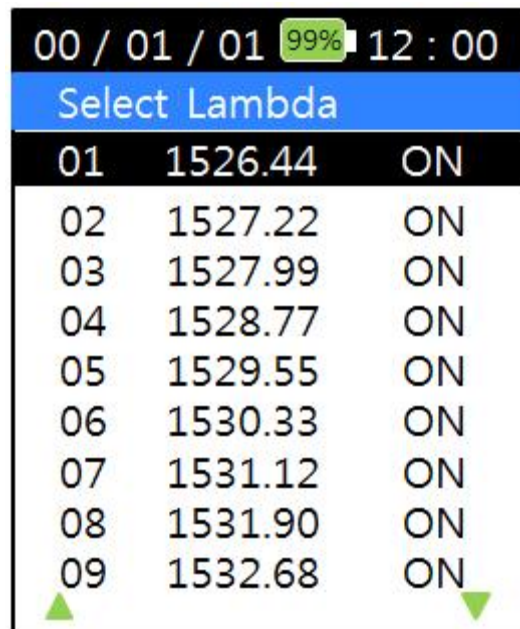 00 / 01 / 01 99% 12 : 00
Select Lambda
01 1526.44 ON
02 1527.22 ON
03 1527.99 ON
04 1528.77 ON
05 1529.55 ON
06 1530.33 ON
07 1531.12 ON
08 1531.90 ON
09 1532.68 ON